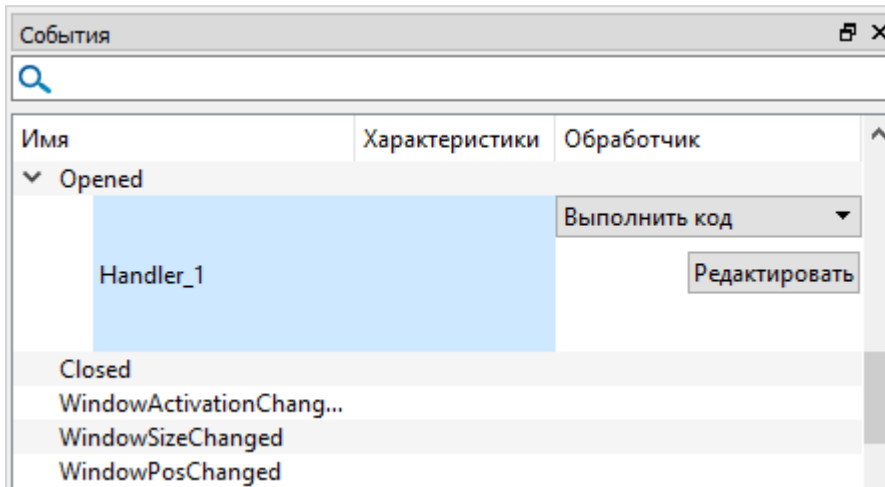 События
Имя Характеристики Обработчик
Opened
Выполнить код
Handler_1
Редактировать
Closed
WindowActivationChang...
WindowSizeChanged
WindowPosChanged